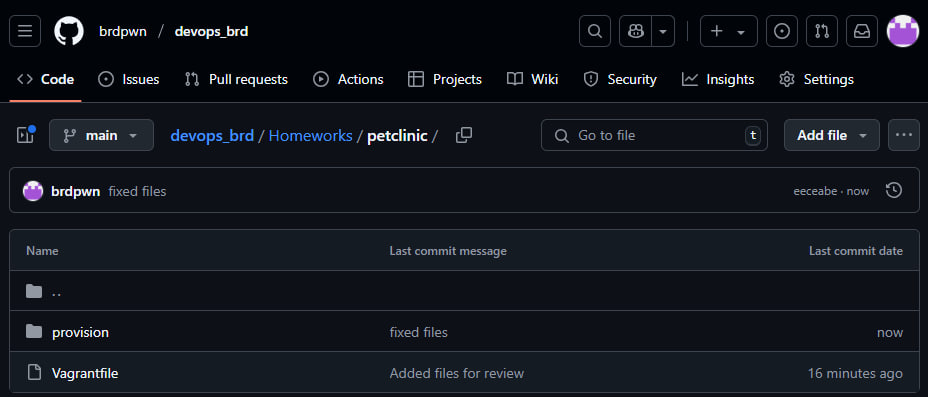 brdpwn / devops_brd
Code Issues Pull requests Actions Projects Wiki Security Insights Settings
main devops_brd / Homeworks / petclinic / Go to file t Add file
brdpwn fixed files eeceabe · now
Name Last commit message Last commit date
..
provision fixed files now
Vagrantfile Added files for review 16 minutes ago